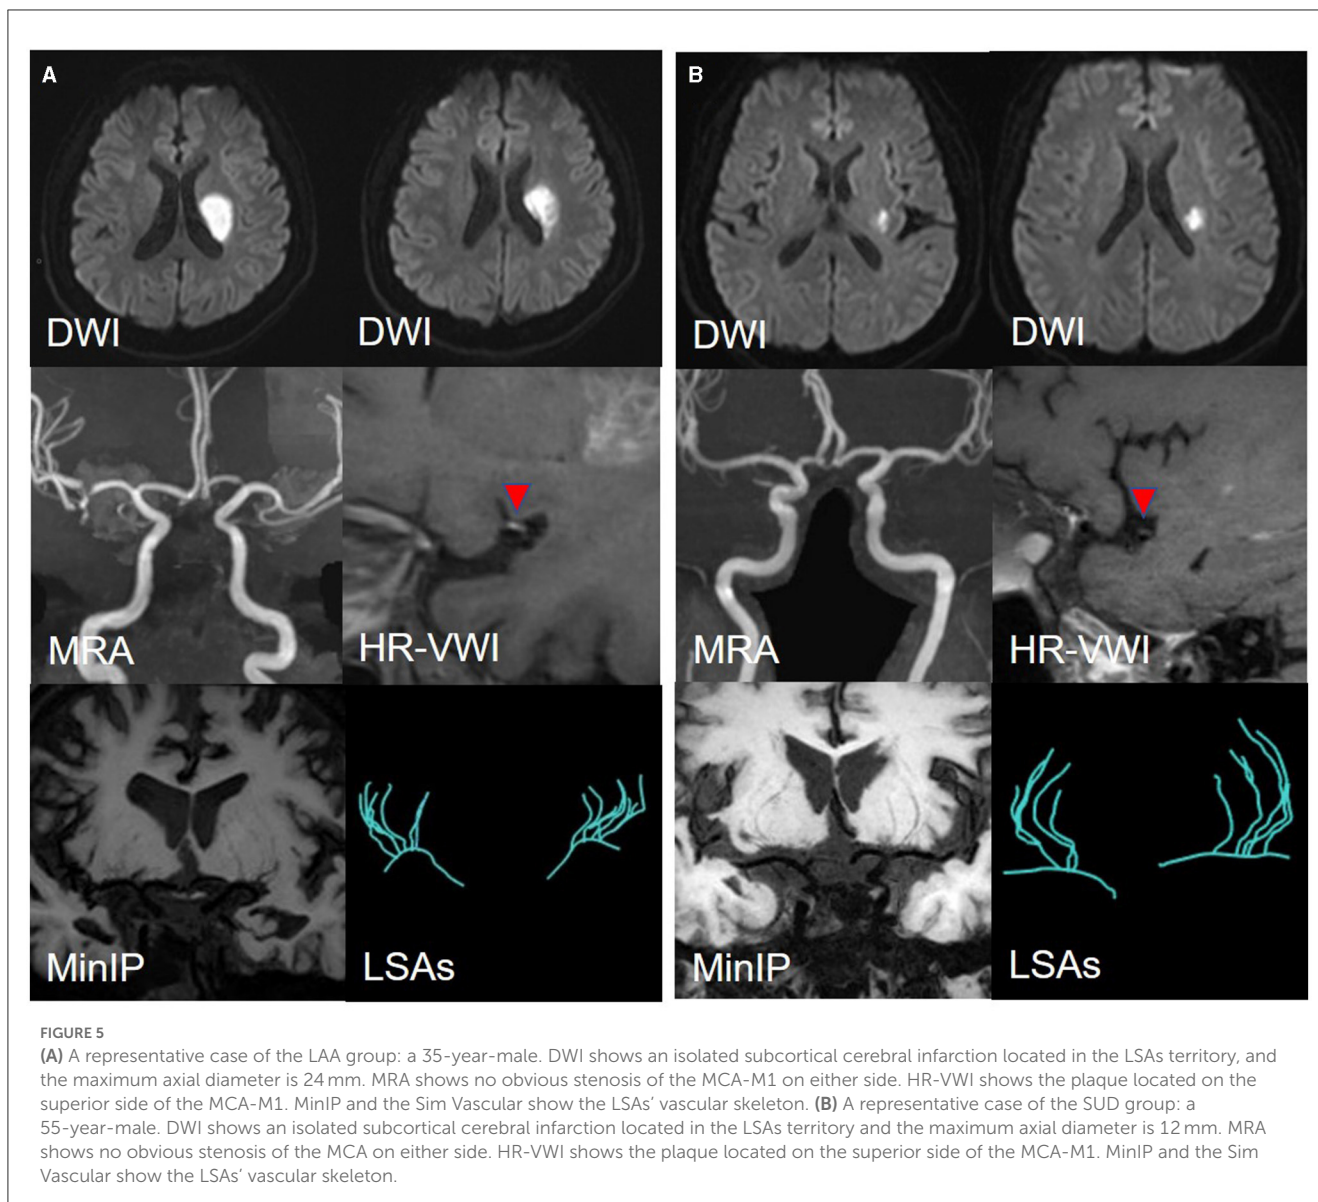 A
B
DWI
DWI
DWI
DWI
MRA
HR-VWI
MRA
HR-VWI
MinIP
LSAs
MinIP
LSAs
FIGURE 5
(A) A representative case of the LAA group: a 35-year-male. DWI shows an isolated subcortical cerebral infarction located in the LSAs territory, and
the maximum axial diameter is 24 mm. MRA shows no obvious stenosis of the MCA-M1 on either side. HR-VWI shows the plaque located on the
superior side of the MCA-M1. MinIP and the Sim Vascular show the LSAs’ vascular skeleton. (B) A representative case of the SUD group: a
55-year-male. DWI shows an isolated subcortical cerebral infarction located in the LSAs territory and the maximum axial diameter is 12 mm. MRA
shows no obvious stenosis of the MCA on either side. HR-VWI shows the plaque located on the superior side of the MCA-M1. MinIP and the Sim
Vascular show the LSAs’ vascular skeleton.